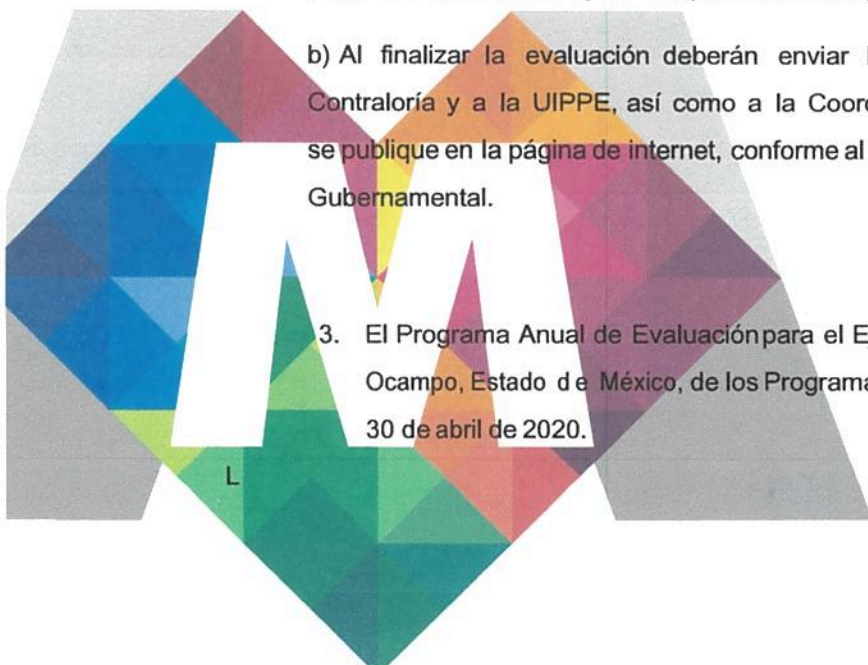 b) Al finalizar la evaluación deberán enviar
Contraloría y a la UIPPE, así como a la
se publique en la página de internet, conforme al
Gubernamental.
3. El Programa Anual de Evaluación para el
Ocampo, Estado de México, de los
30 de abril de 2020.
L
M